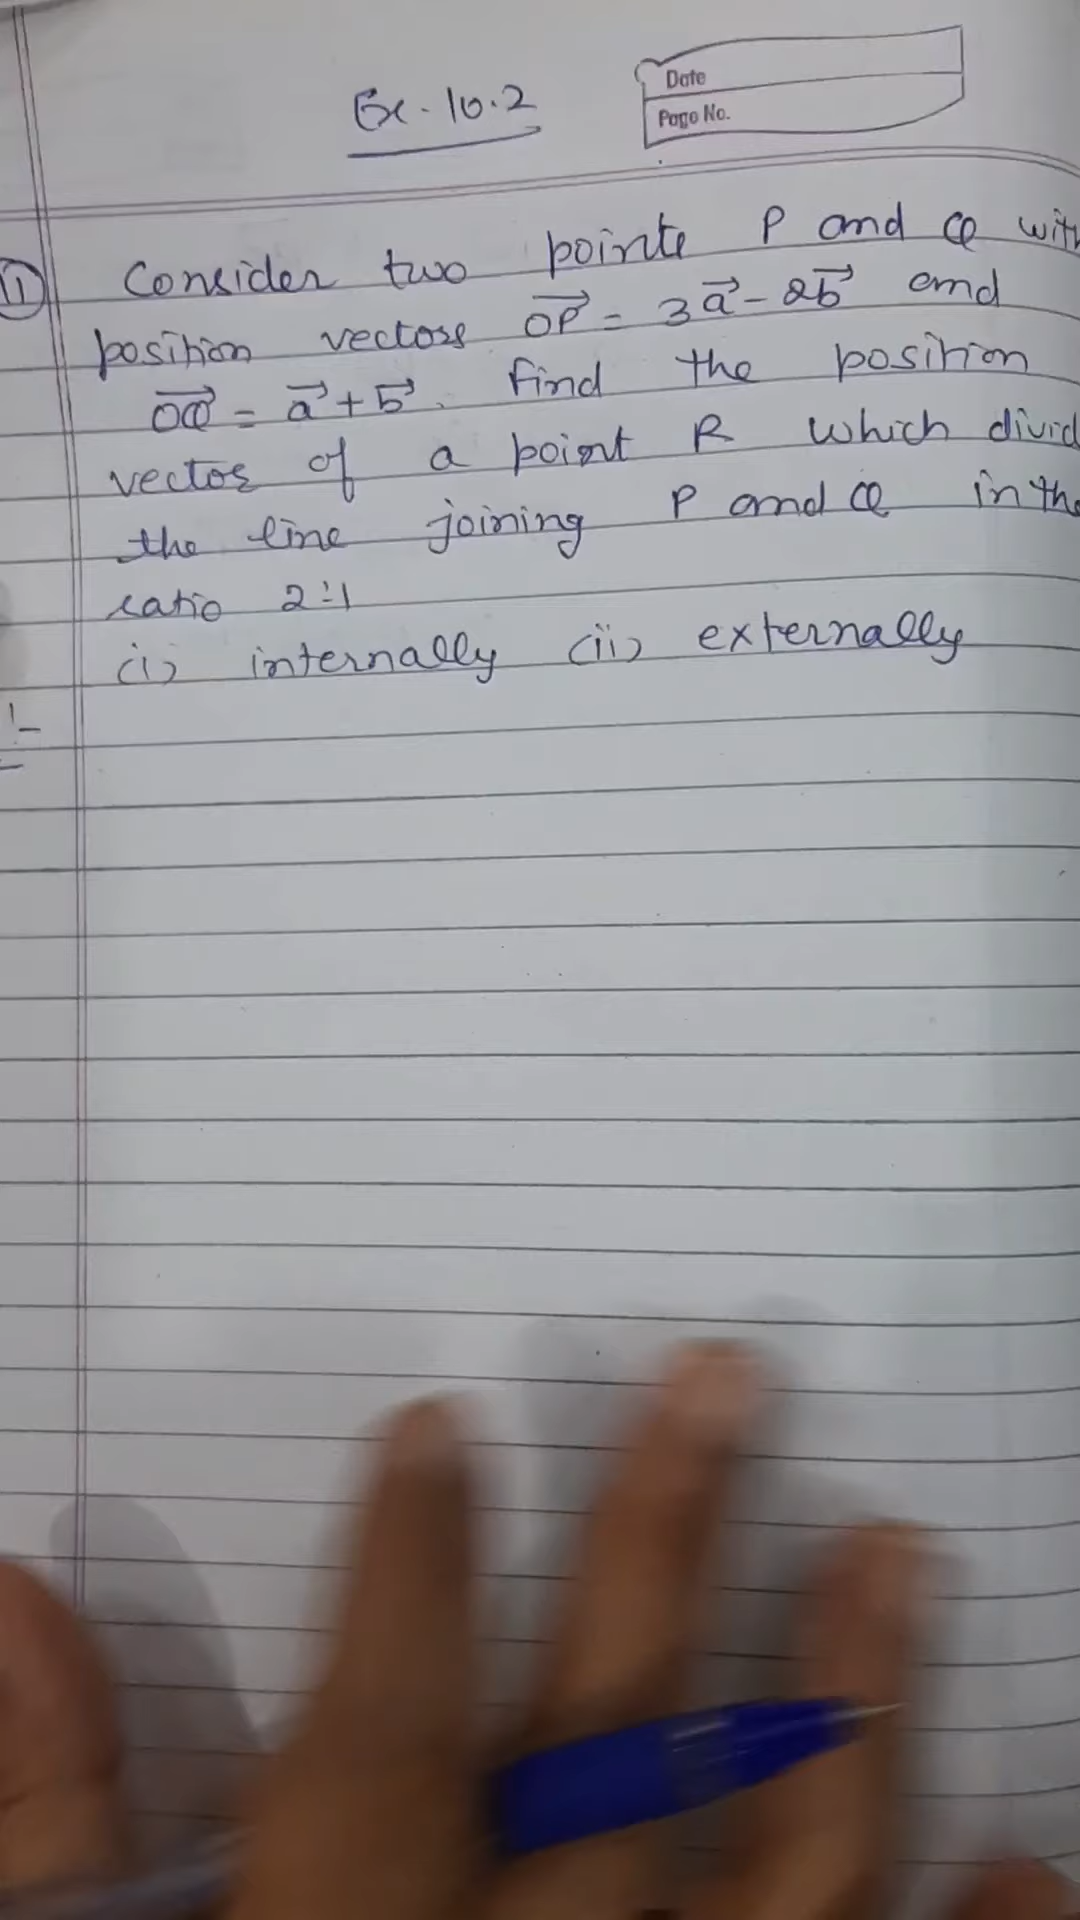 Ex - 10.2
Date
Page No.
① Consider two points P and Q with
position vectors OP⃗ = 3a⃗ - 2b⃗ and
OQ⃗ = a⃗ + b⃗. Find the position
vector of a point R which divid
the line joining P and Q in the
ratio 2:1
(i) internally (ii) externally
:-